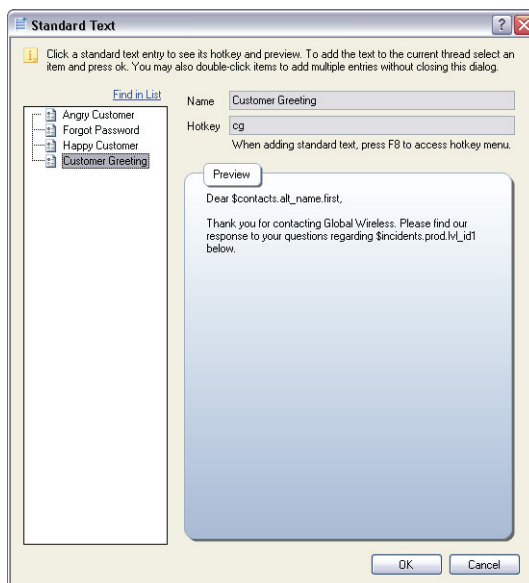 Standard Text
Click a standard text entry to see its hotkey and preview. To add the text to the current thread select an
item and press ok. You may also double-click items to add multiple entries without closing this dialog.
Find in List
Angry Customer
Forgot Password
Happy Customer
Customer Greeting
Name Customer Greeting
Hotkey cg
When adding standard text, press F8 to access hotkey menu.
Preview
Dear $contacts.alt_name.first,
Thank you for contacting Global Wireless. Please find our
response to your questions regarding $incidents.prod.lvl_id1
below.
OK Cancel